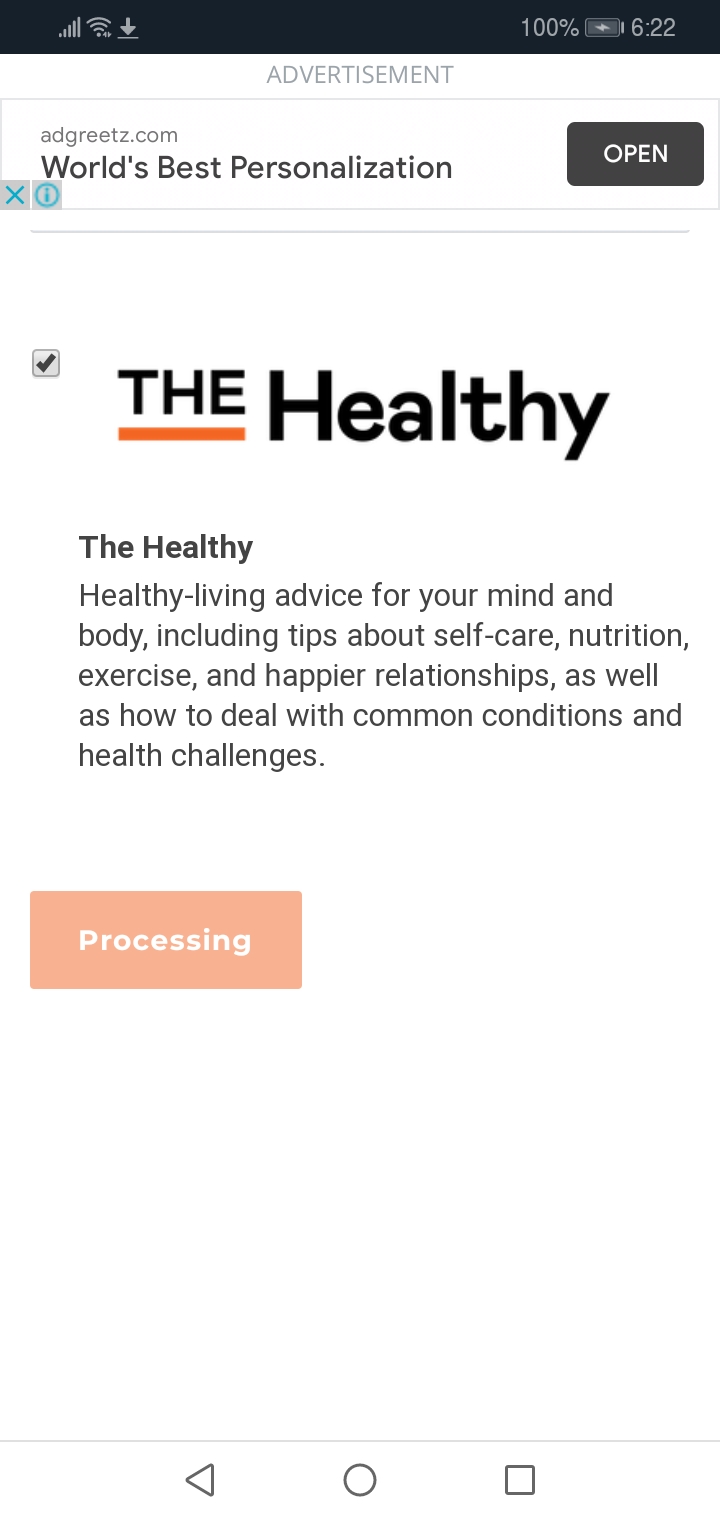 100% 6:22
ADVERTISEMENT
adgreetz.com
World's Best Personalization
OPEN
THE Healthy
The Healthy
Healthy-living advice for your mind and
body, including tips about self-care, nutrition,
exercise, and happier relationships, as well
as how to deal with common conditions and
health challenges.
Processing